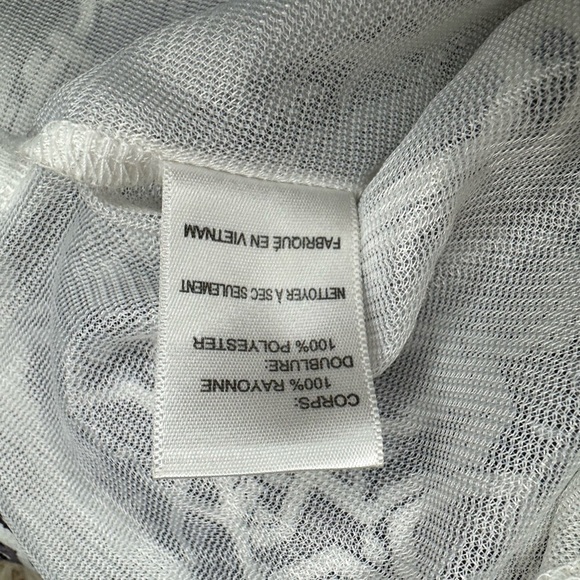 CORPS:
100% RAYONNE
DOUBLURE:
100% POLYESTER
NETTOYER À SEC SEULEMENT
FABRIQUÉ EN VIETNAM